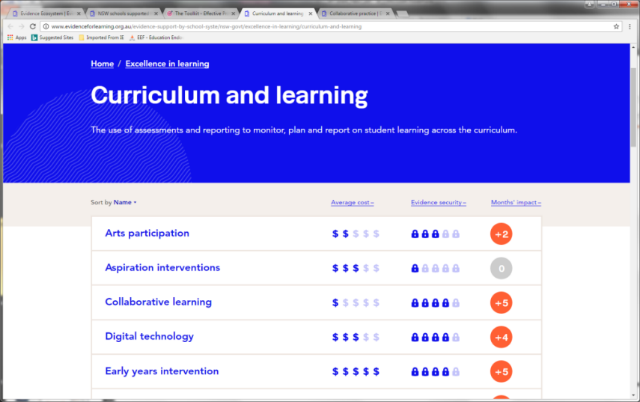 Evidence Ecosystem | E
NSW schools supported
The Toolkit - Effective P
Curriculum and learning
Collaborative practice |
www.evidenceforlearning.org.au/evidence-support-by-school-syste/nsw-govt/excellence-in-learning/curriculum-and-learning
Apps Suggested Sites Imported From IE EEF - Education Endo
Home / Excellence in learning
Curriculum and learning
The use of assessments and reporting to monitor, plan and report on student learning across the curriculum.
Sort by Name Average cost Evidence security Months' impact
Arts participation $ $ $ $ $ +2
Aspiration interventions $ $ $ $ $ 0
Collaborative learning $ $ $ $ $ +5
Digital technology $ $ $ $ $ +4
Early years intervention $ $ $ $ $ +5